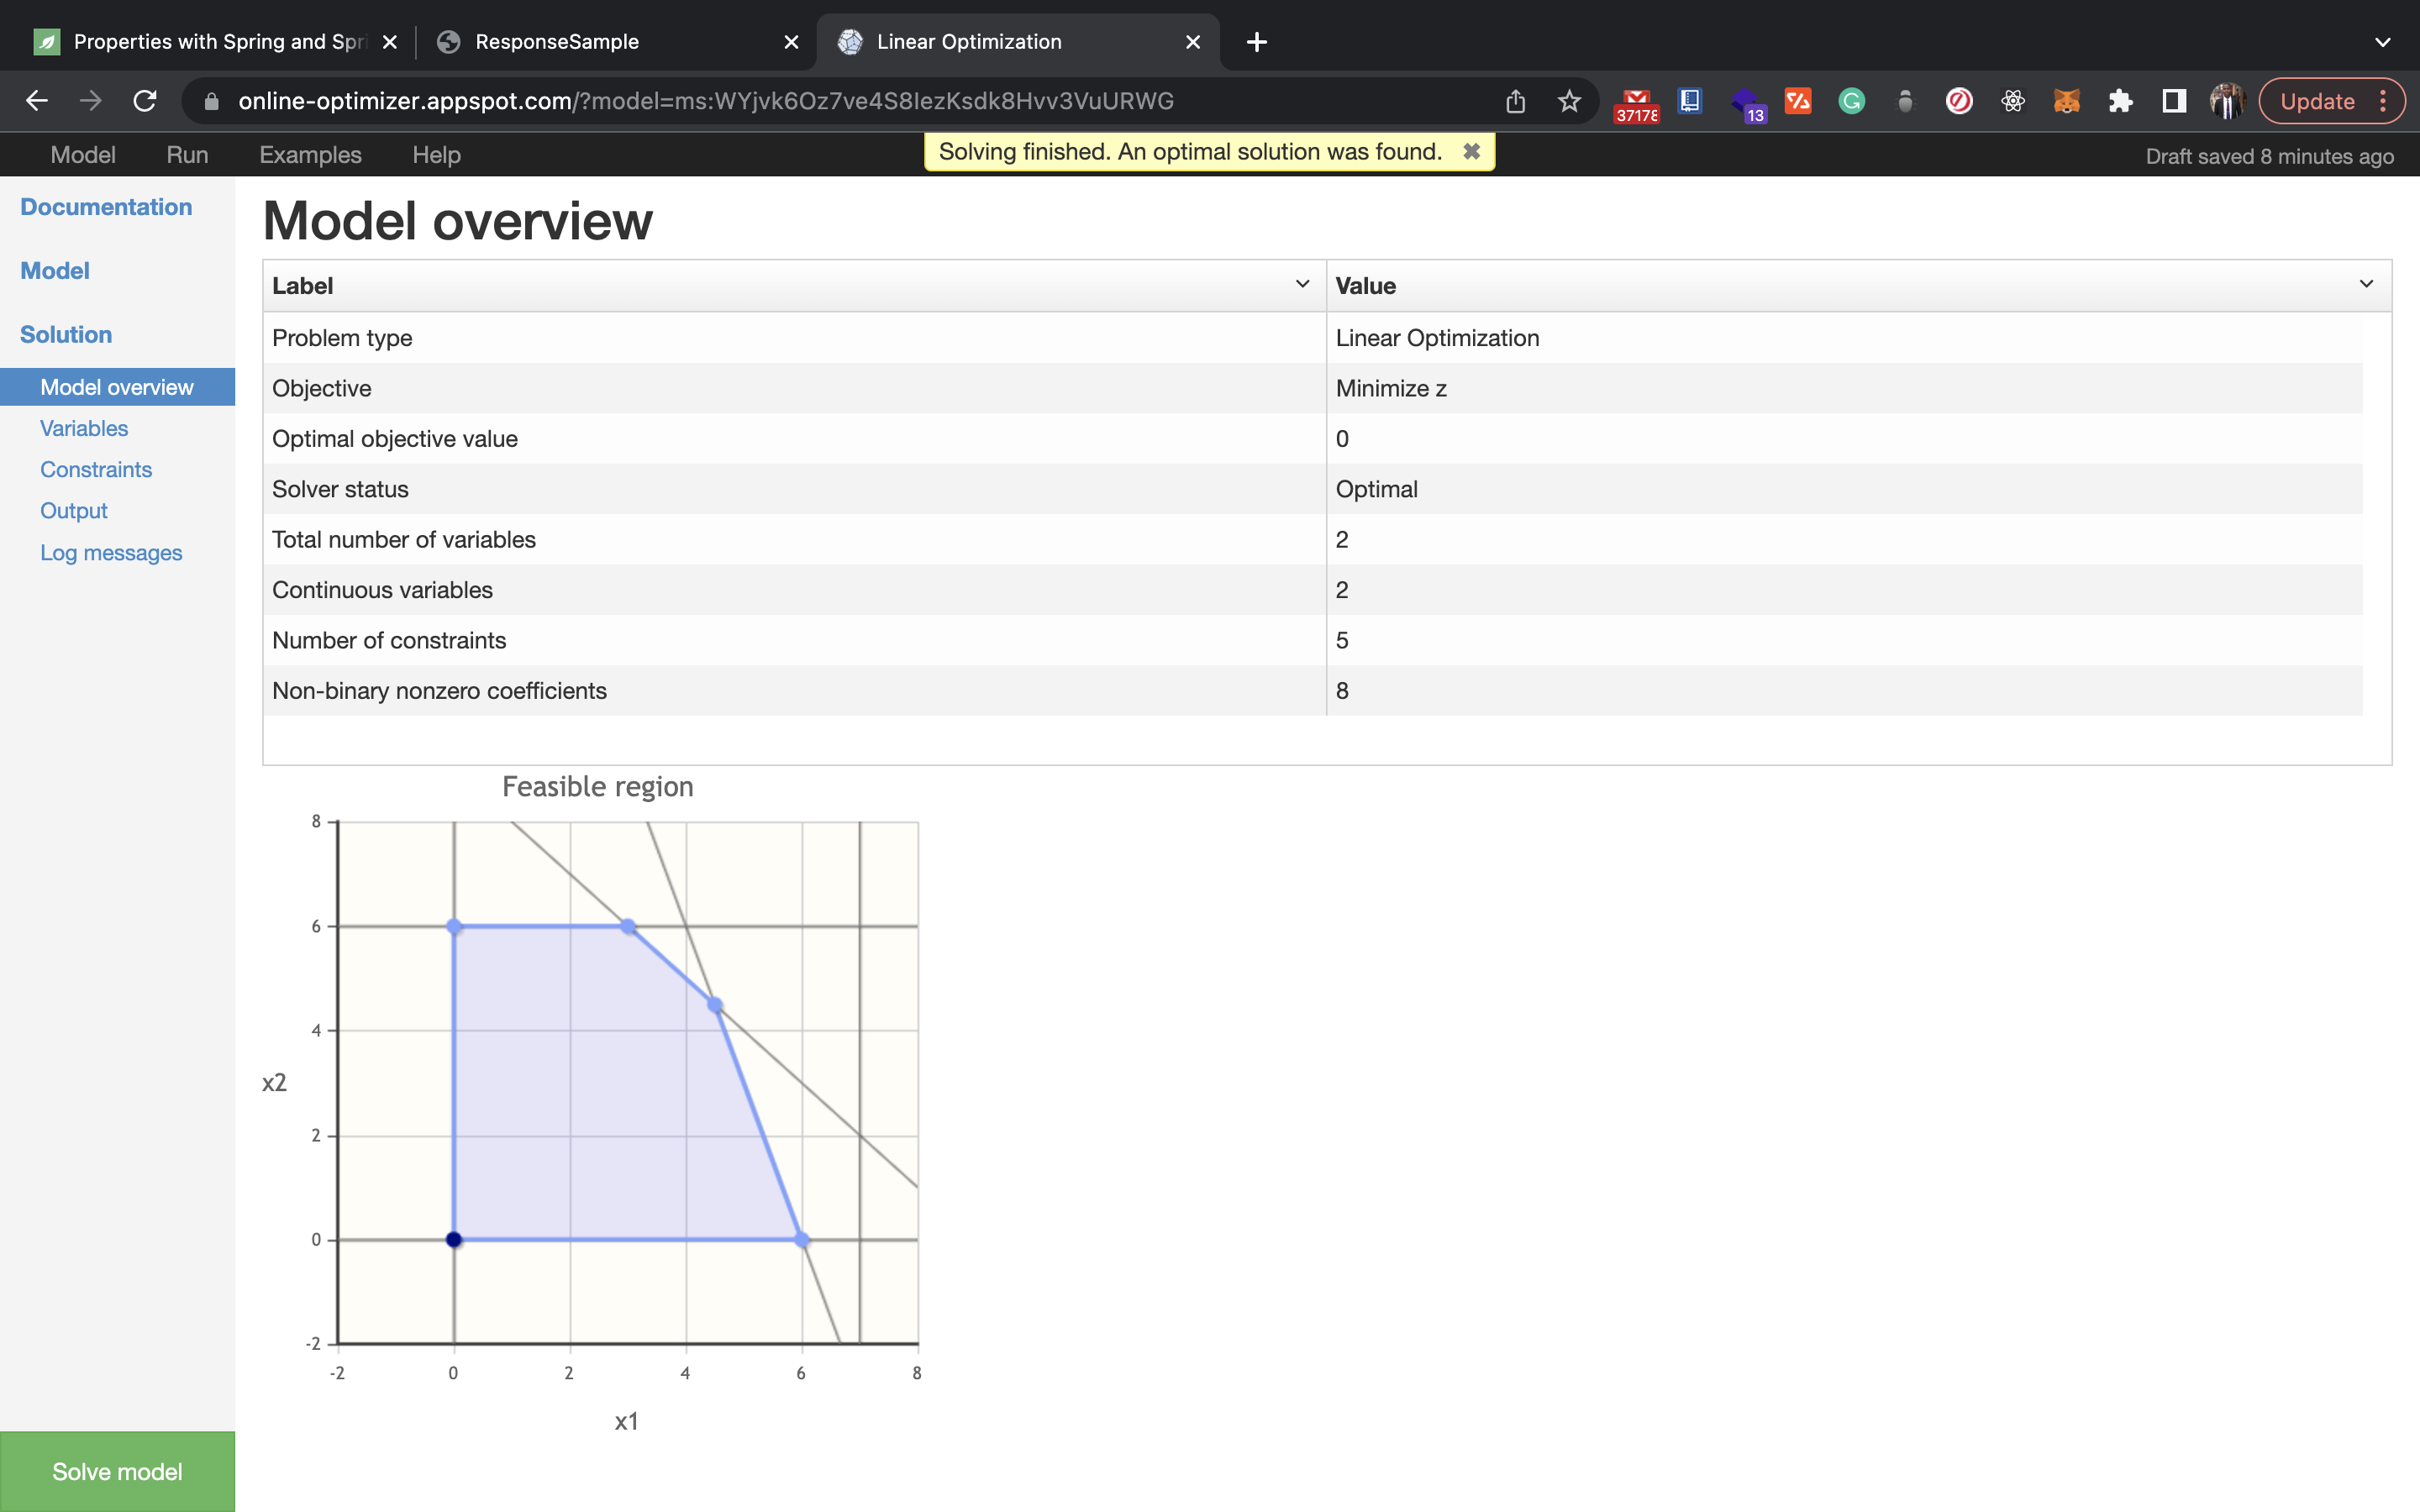 Properties with Spring and Spri
ResponseSample
Linear Optimization
online-optimizer.appspot.com/?model=ms:WYjvk6Oz7ve4S8IezKsdk8Hvv3VuURWG
37178
13
Update
Model Run Examples Help
Solving finished. An optimal solution was found.
Draft saved 8 minutes ago
Documentation
Model
Solution
Model overview
Variables
Constraints
Output
Log messages
Solve model
Model overview
Label Value
Problem type Linear Optimization
Objective Minimize z
Optimal objective value 0
Solver status Optimal
Total number of variables 2
Continuous variables 2
Number of constraints 5
Non-binary nonzero coefficients 8
Feasible region
8
6
4
2
0
-2
x2
-2 0 2 4 6 8
x1